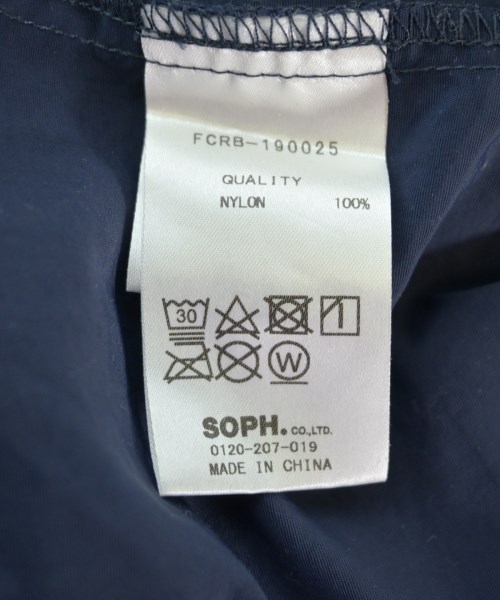 FCRB-190025
QUALITY
NYLON 100%
30
W
SOPH. CO.,LTD.
0120-207-019
MADE IN CHINA